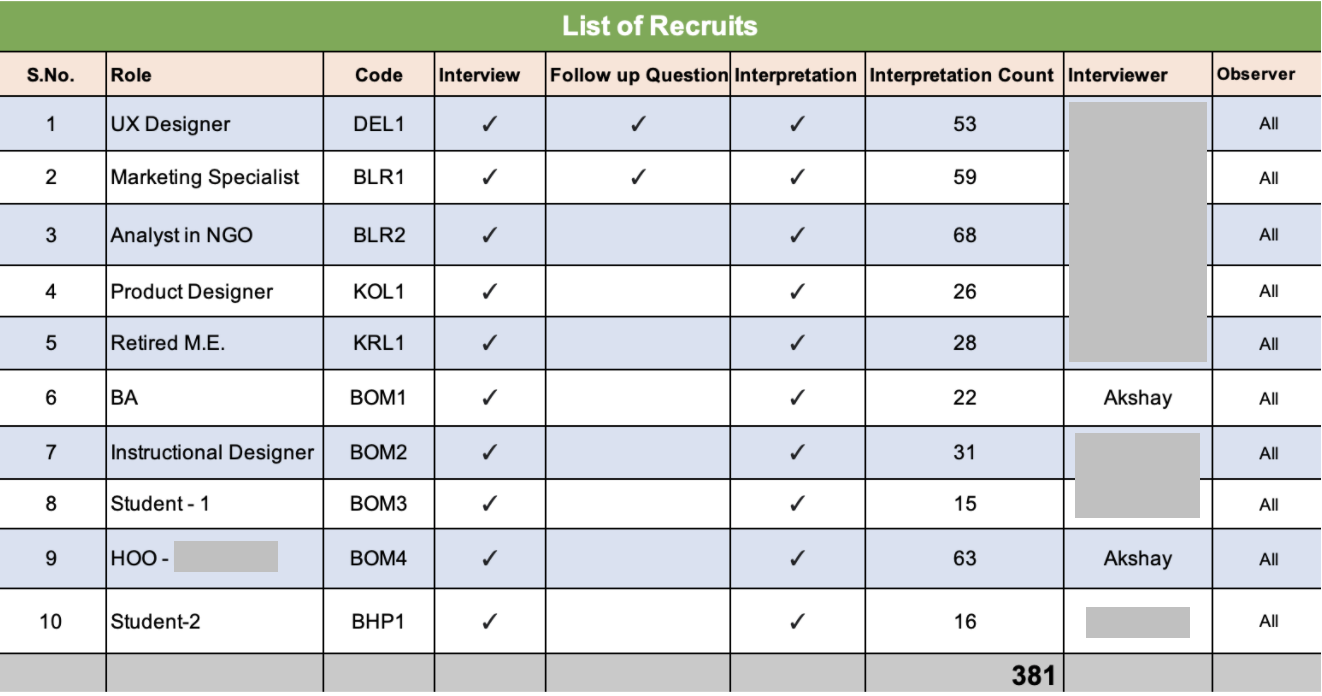 List of Recruits
S.No. Role Code Interview Follow up Question Interpretation Interpretation Count Interviewer Observer
1 UX Designer DEL1 ✓ ✓ ✓ 53 All
2 Marketing Specialist BLR1 ✓ ✓ ✓ 59 All
3 Analyst in NGO BLR2 ✓ ✓ 68 All
4 Product Designer KOL1 ✓ ✓ 26 All
5 Retired M.E. KRL1 ✓ ✓ 28 All
6 BA BOM1 ✓ ✓ 22 Akshay All
7 Instructional Designer BOM2 ✓ ✓ 31 All
8 Student - 1 BOM3 ✓ ✓ 15 All
9 HOO - BOM4 ✓ ✓ 63 Akshay All
10 Student-2 BHP1 ✓ ✓ 16 All
381